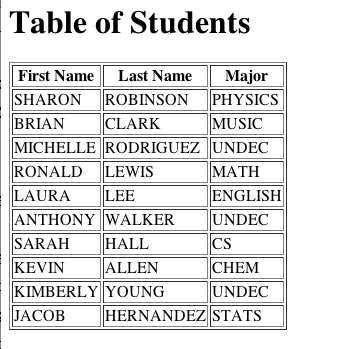 Table of Students
First Name Last Name Major
SHARON ROBINSON PHYSICS
BRIAN CLARK MUSIC
MICHELLE RODRIGUEZ UNDEC
RONALD LEWIS MATH
LAURA LEE ENGLISH
ANTHONY WALKER UNDEC
SARAH HALL CS
KEVIN ALLEN CHEM
KIMBERLY YOUNG UNDEC
JACOB HERNANDEZ STATS